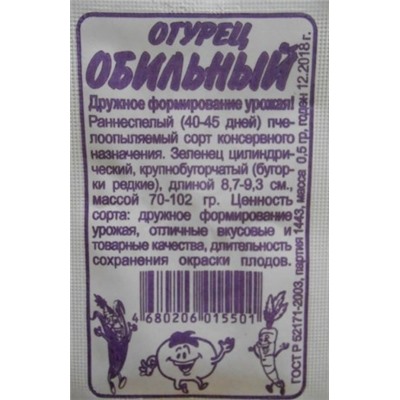 ОГУРЕЦ
ОБИЛЬНЫЙ
Дружное формирование урожая!
Раннеспелый (40-45 дней) пче-
лоопыляемый сорт консервного
назначения. Зеленец цилиндри-
ческий, крупнобугорчатый (бугор-
ки редкие), длиной 8,7-9,3 см.,
массой 70-102 гр. Ценность
сорта: дружное формирование
урожая, отличные вкусовые и
товарные качества, длительность
сохранения окраски плодов.
4 680206 015501
ГОСТ Р 52171-2003, партия 1443, масса 0,5 гр, годен 12.2018 г.